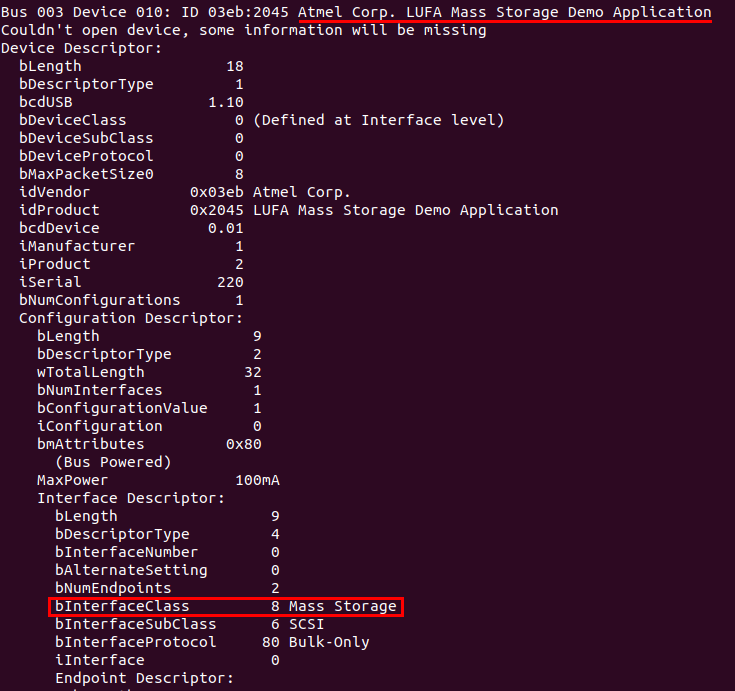 Bus 003 Device 010: ID 03eb:2045 Atmel Corp. LUFA Mass Storage Demo Application
Couldn't open device, some information will be missing
Device Descriptor:
  bLength                18
  bDescriptorType         1
  bcdUSB               1.10
  bDeviceClass            0 (Defined at Interface level)
  bDeviceSubClass         0
  bDeviceProtocol         0
  bMaxPacketSize0         8
  idVendor           0x03eb Atmel Corp.
  idProduct          0x2045 LUFA Mass Storage Demo Application
  bcdDevice            0.01
  iManufacturer           1
  iProduct                2
  iSerial               220
  bNumConfigurations      1
  Configuration Descriptor:
    bLength                 9
    bDescriptorType         2
    wTotalLength           32
    bNumInterfaces          1
    bConfigurationValue     1
    iConfiguration          0
    bmAttributes         0x80
      (Bus Powered)
    MaxPower              100mA
    Interface Descriptor:
      bLength                 9
      bDescriptorType         4
      bInterfaceNumber        0
      bAlternateSetting       0
      bNumEndpoints           2
      bInterfaceClass         8 Mass Storage
      bInterfaceSubClass      6 SCSI
      bInterfaceProtocol     80 Bulk-Only
      iInterface              0
      Endpoint Descriptor: